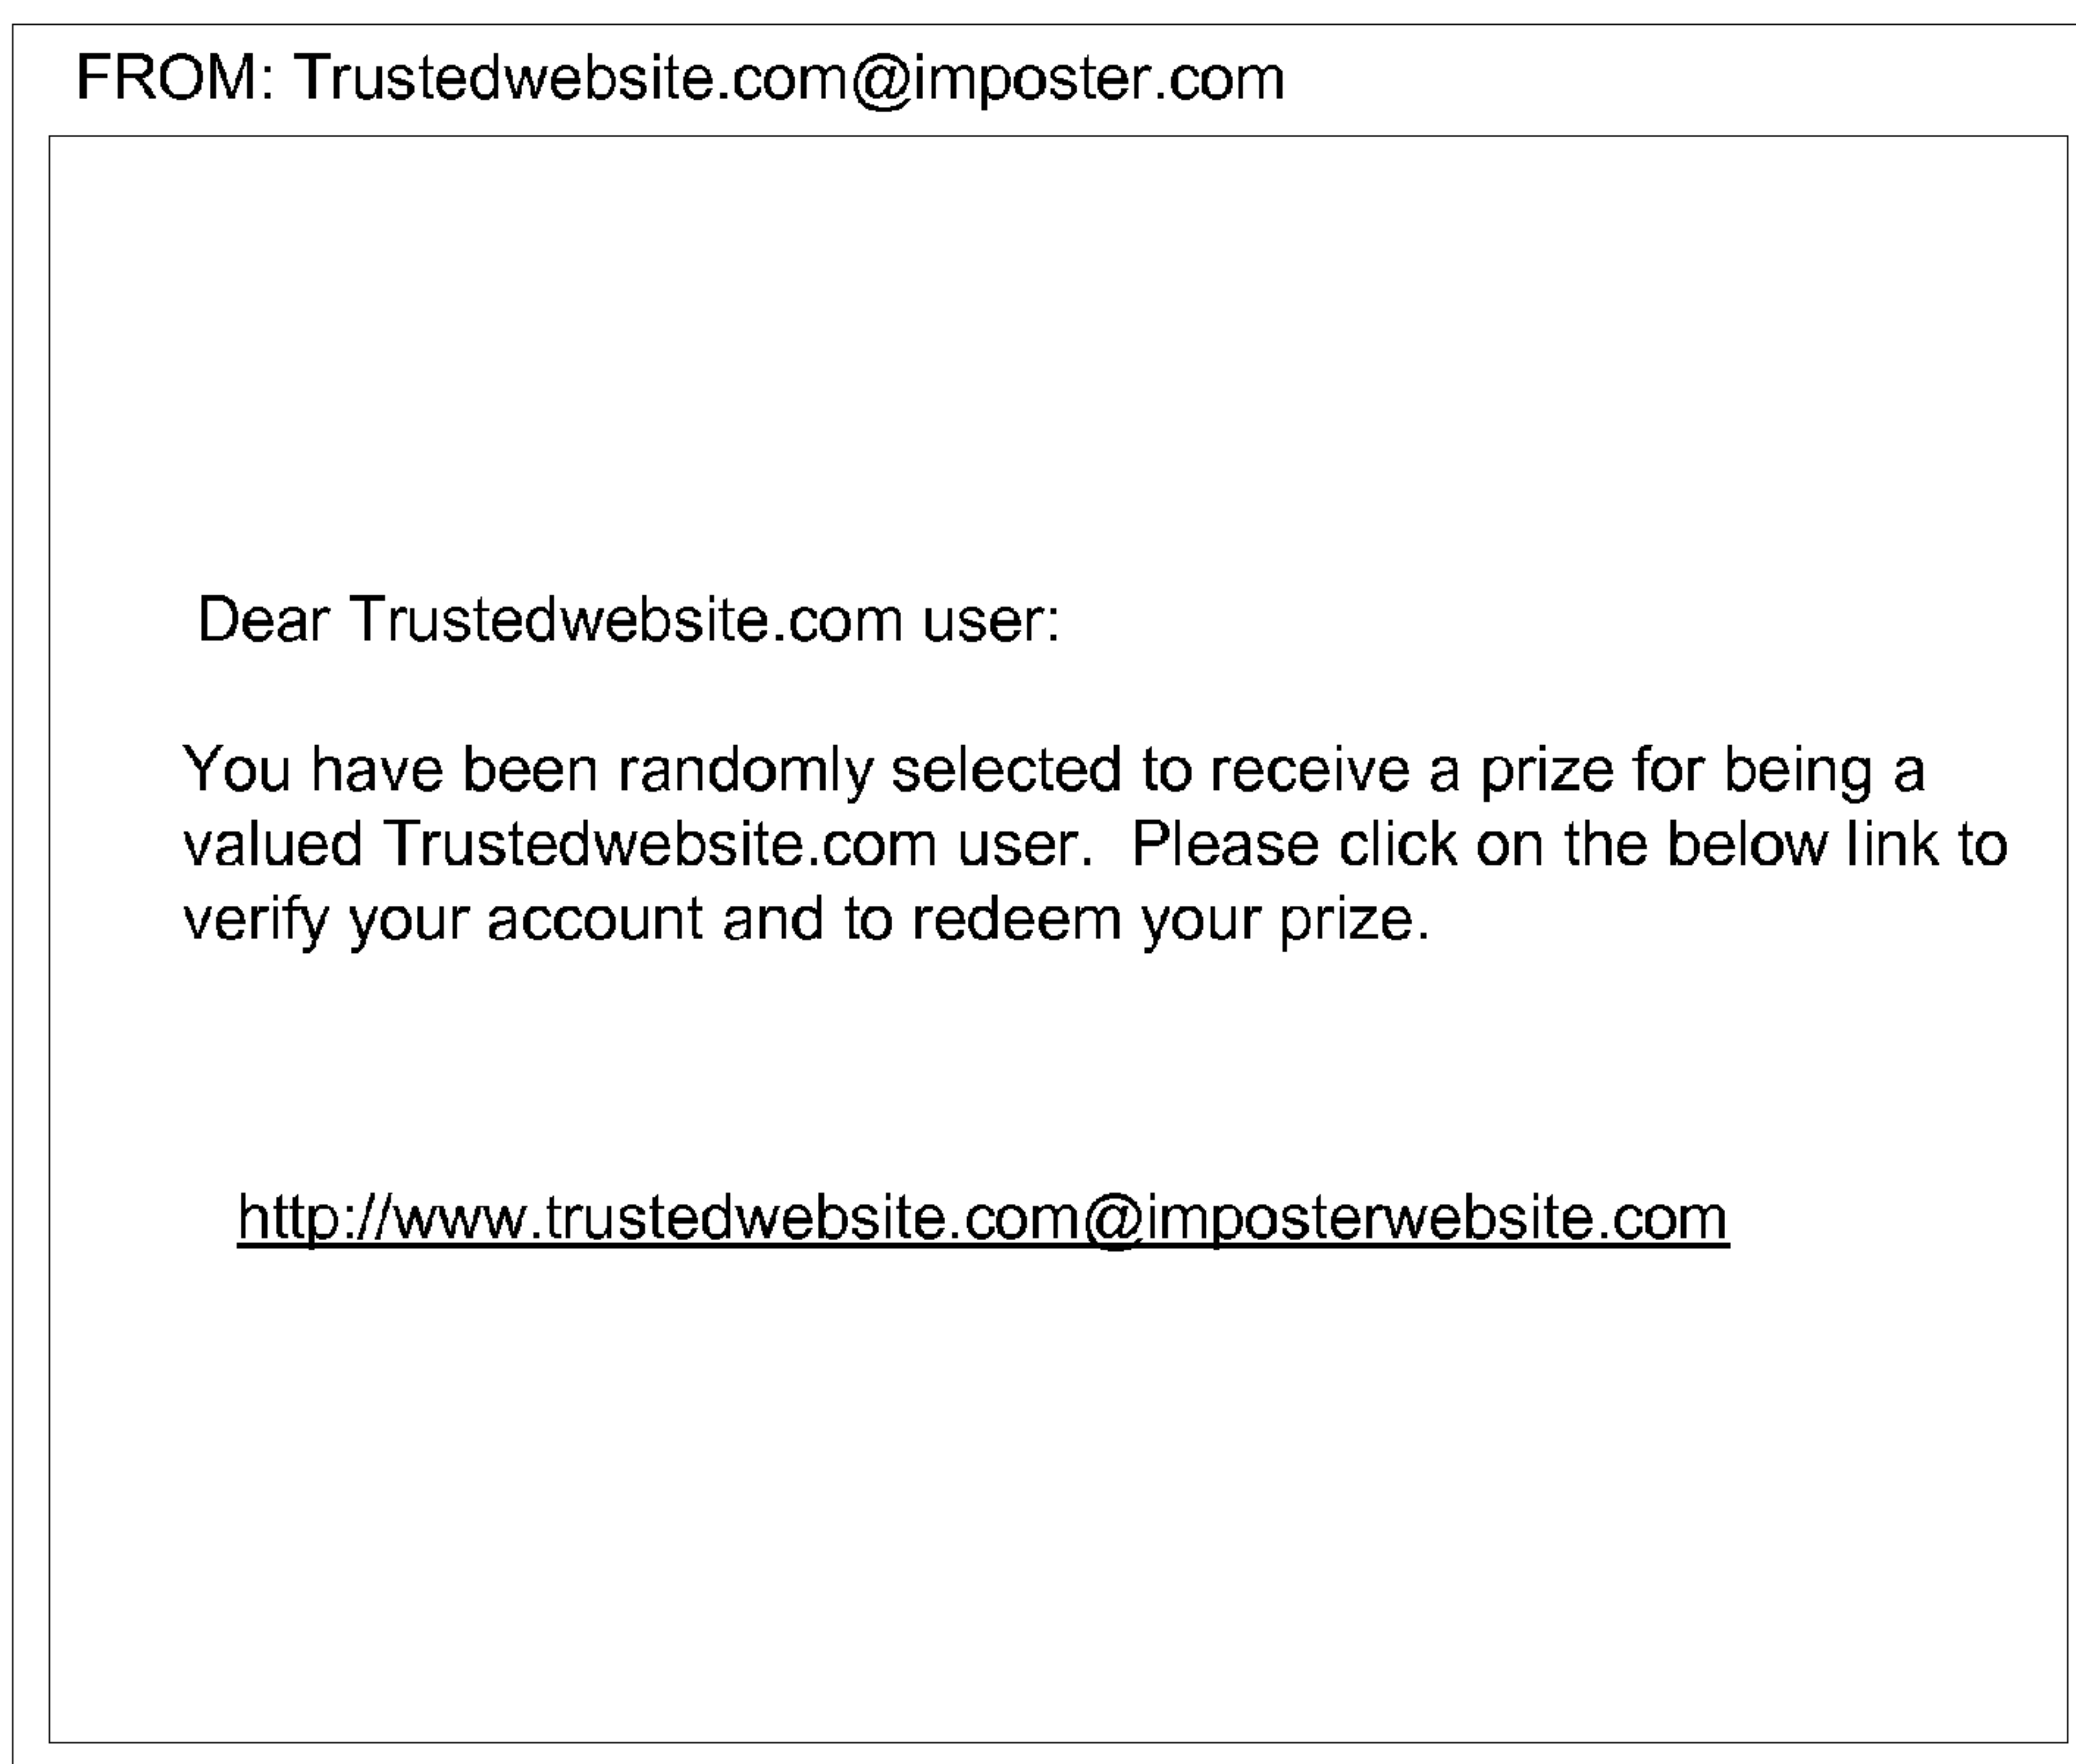 FROM: Trustedwebsite.com@imposter.com
Dear Trustedwebsite.com user:
You have been randomly selected to receive a prize for being a
valued Trustedwebsite.com user.  Please click on the below link to
verify your account and to redeem your prize.
http://www.trustedwebsite.com@imposterwebsite.com